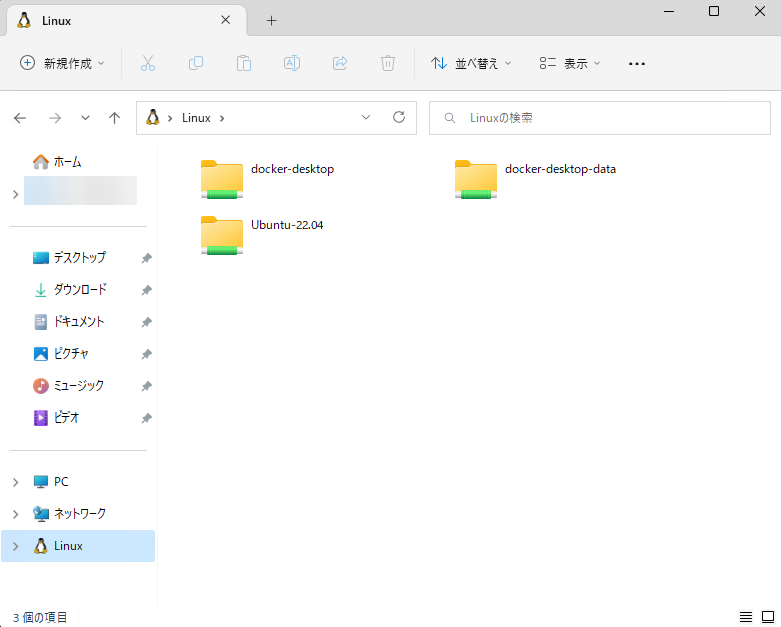 Linux
新規作成
並べ替え
表示
Linux
Linuxの検索
ホーム
デスクトップ
ダウンロード
ドキュメント
ピクチャ
ミュージック
ビデオ
PC
ネットワーク
Linux
docker-desktop
docker-desktop-data
Ubuntu-22.04
3 個の項目